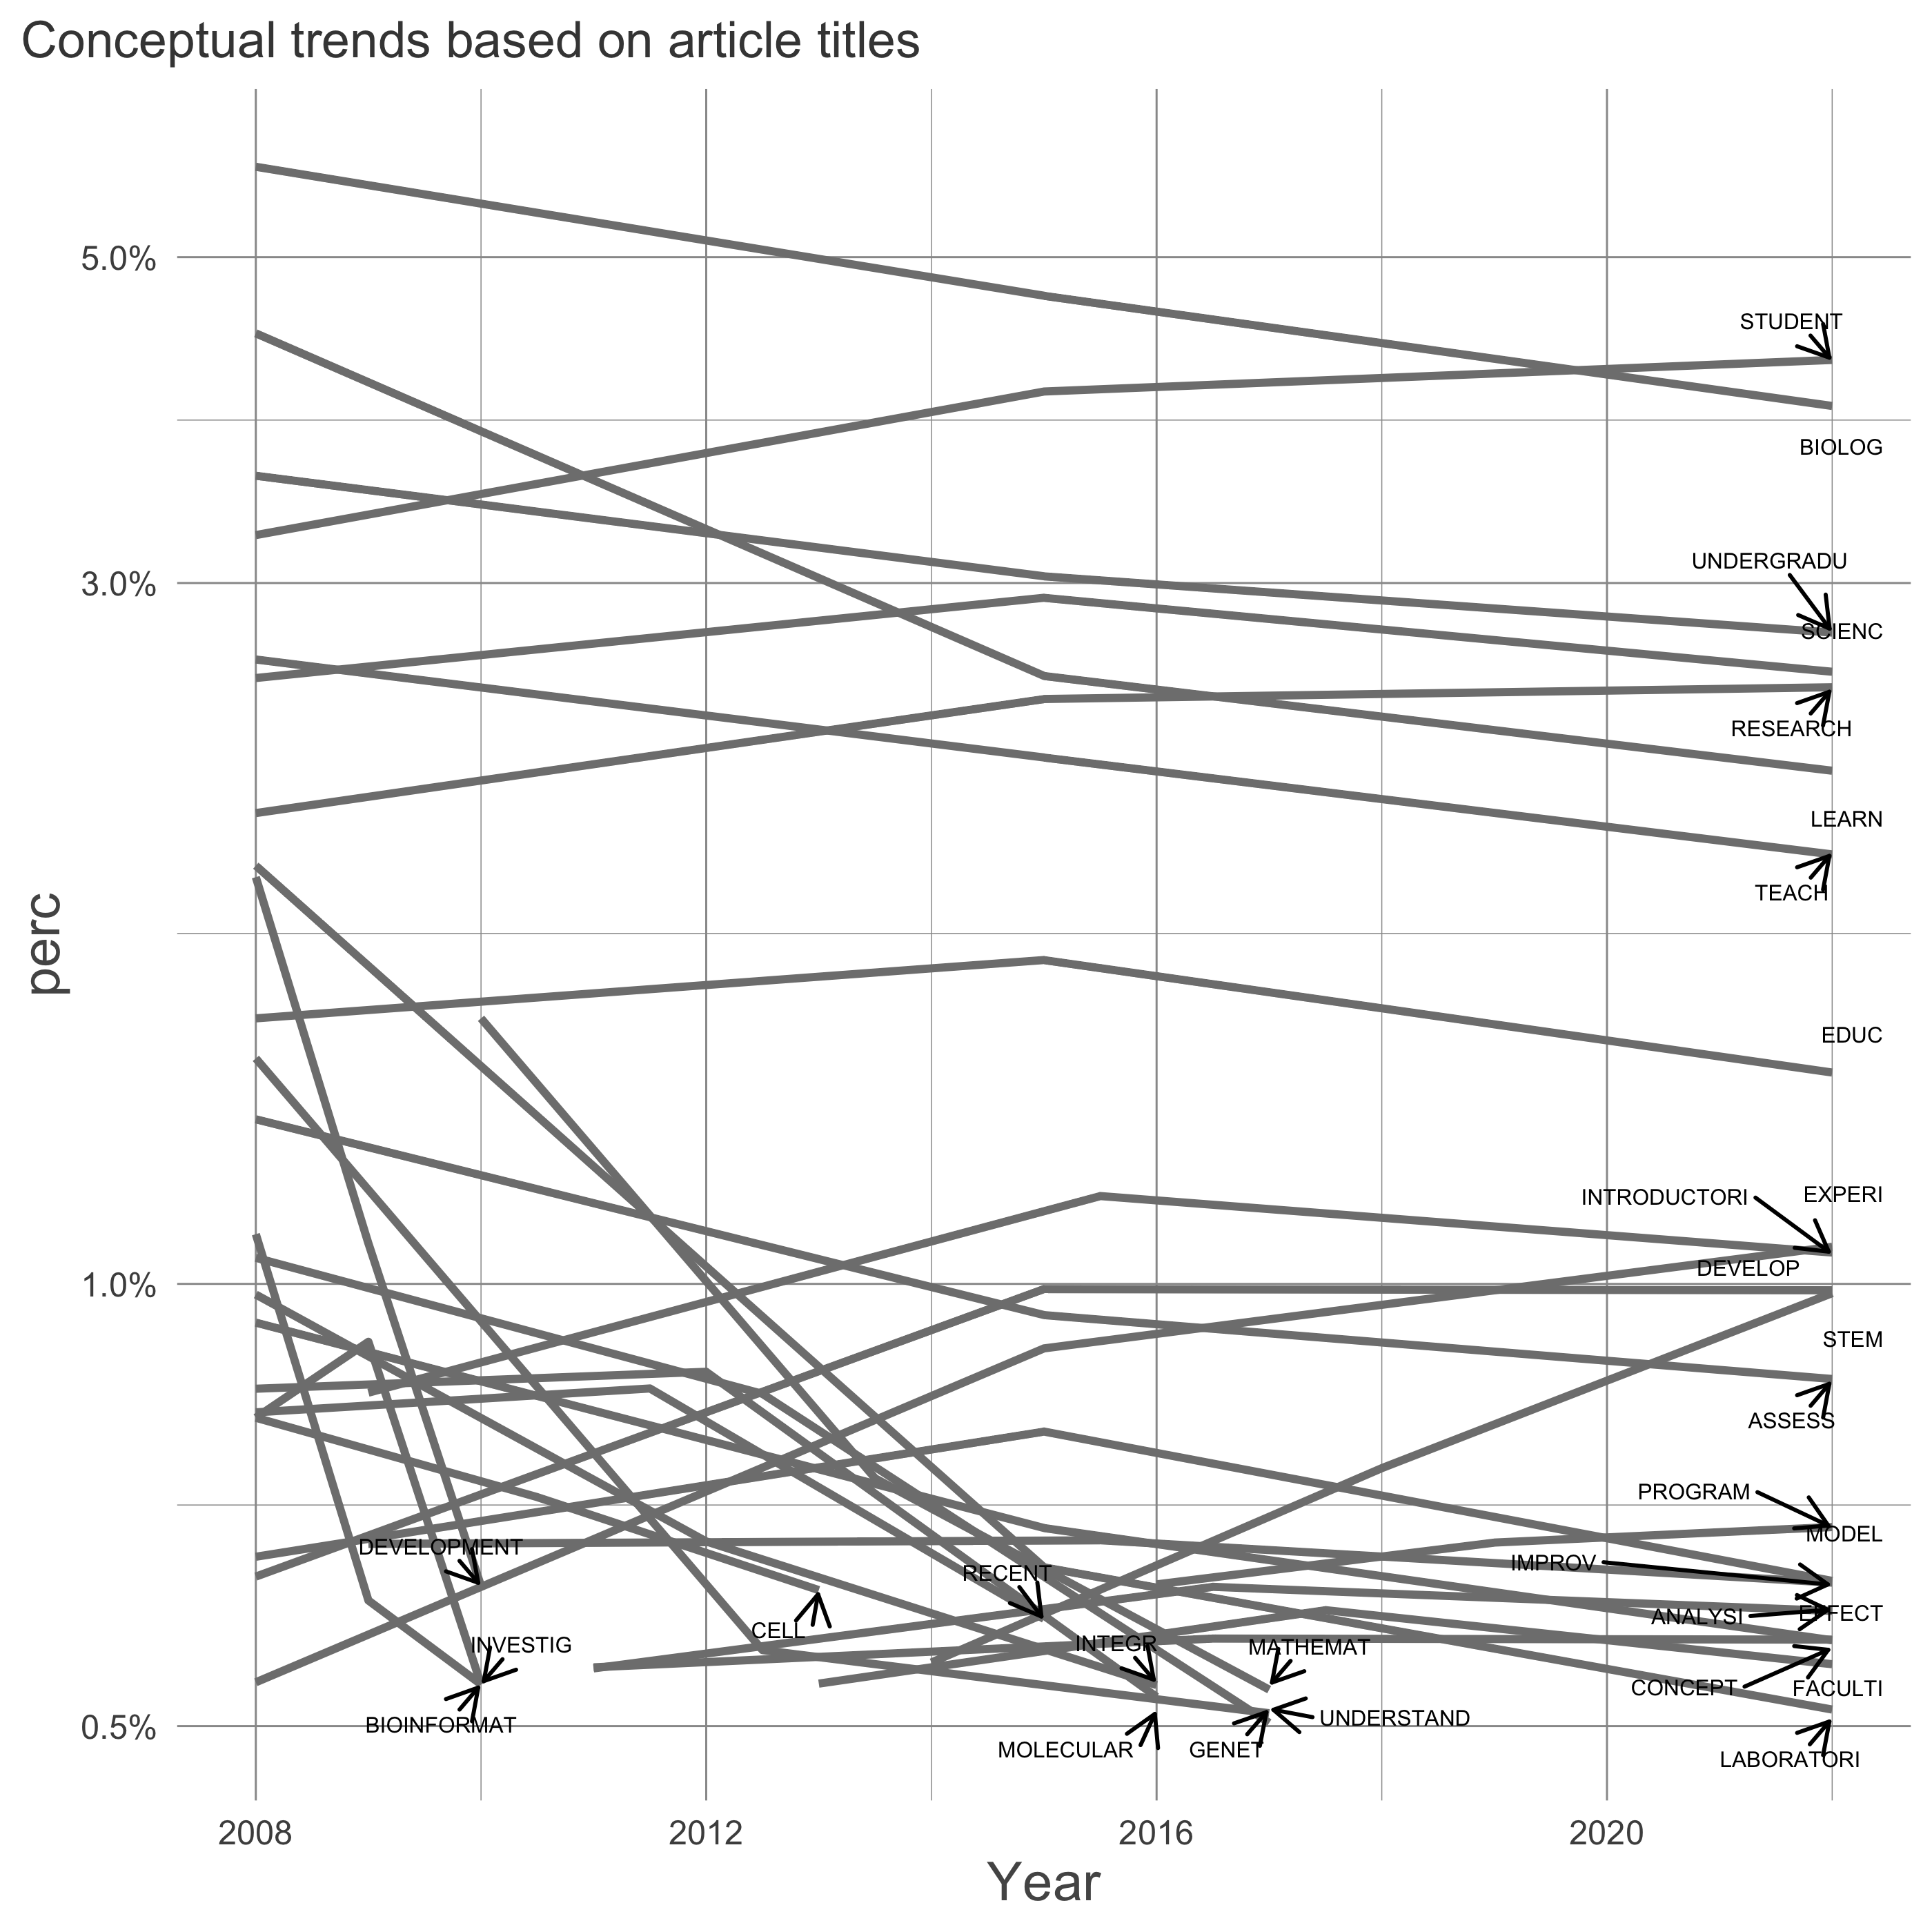 Conceptual trends based on article titles
5.0%
STUDENT
BIOLOG
UNDERGRADU
3.0%
SCIENC
RESEARCH
LEARN
TEACH
perc
EDUC
EXPERI
INTRODUCTORI
DEVELOP
1.0%
STEM
ASSESS
PROGRAM
MODEL
DEVELOPMENT
IMPROV
RECENT
EFFECT
ANALYSI
CELL
INTEGR
INVESTIG
MATHEMAT
CONCEPT
FACULTI
UNDERSTAND
BIOINFORMAT
0.5%
MOLECULAR
GENET
LABORATORI
2008
2012
2016
2020
Year